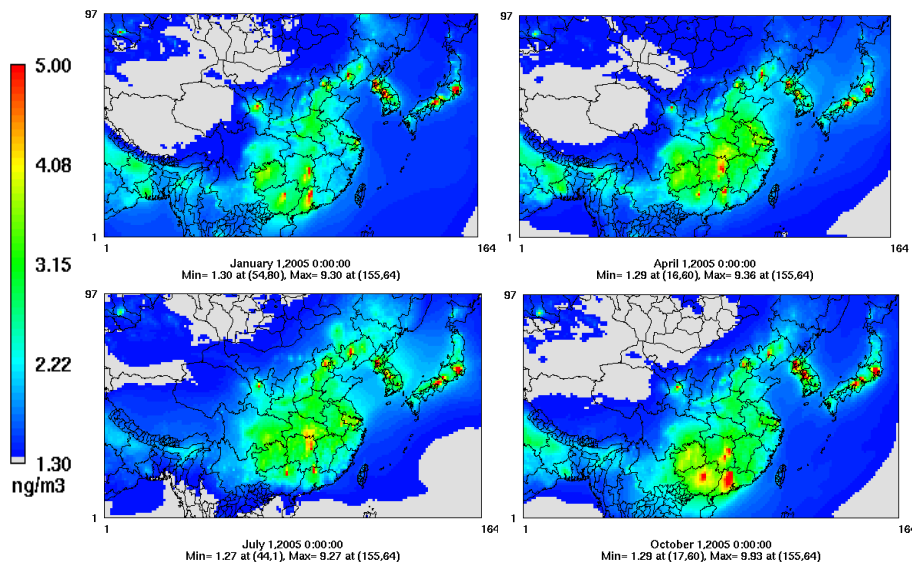 97
1
1
164
January 1,2005 0:00:00
Min= 1.30 at (54,80), Max= 9.30 at (155,64)
97
1
1
164
April 1,2005 0:00:00
Min= 1.29 at (16,60), Max= 9.36 at (155,64)
5.00
4.08
3.15
2.22
1.30
ng/m3
97
1
1
164
July 1,2005 0:00:00
Min= 1.27 at (44,1), Max= 9.27 at (155,64)
97
1
1
164
October 1,2005 0:00:00
Min= 1.29 at (17,60), Max= 9.93 at (155,64)